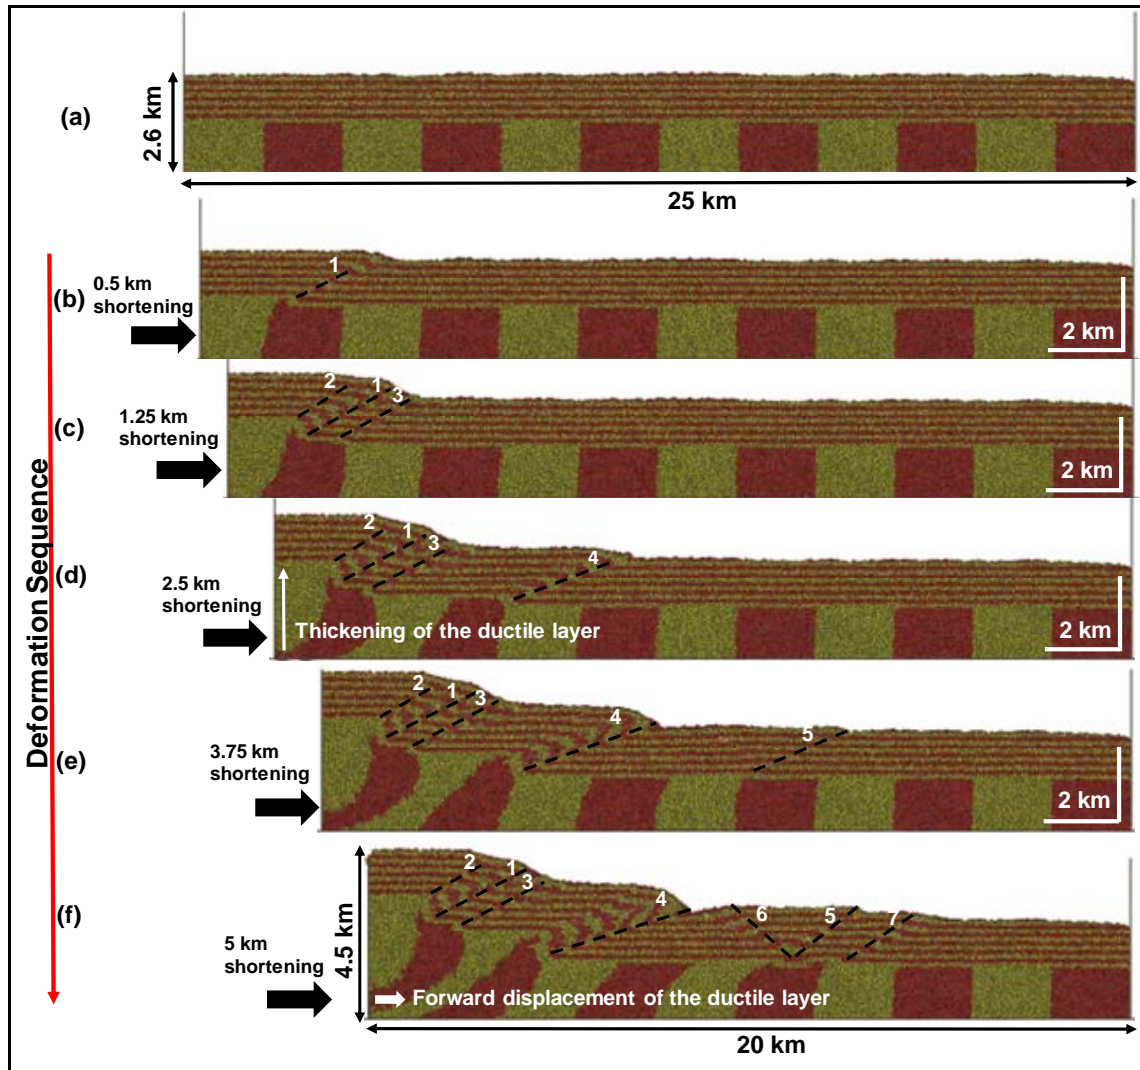 (a)
2.6 km
25 km
Deformation Sequence
(b)
0.5 km
shortening
1
2 km
(c)
1.25 km
shortening
2
1
3
2 km
(d)
2.5 km
shortening
2
1
3
4
Thickening of the ductile layer
2 km
(e)
3.75 km
shortening
2
1
3
4
5
2 km
(f)
5 km
shortening
4.5 km
2
1
3
4
6
5
7
Forward displacement of the ductile layer
20 km